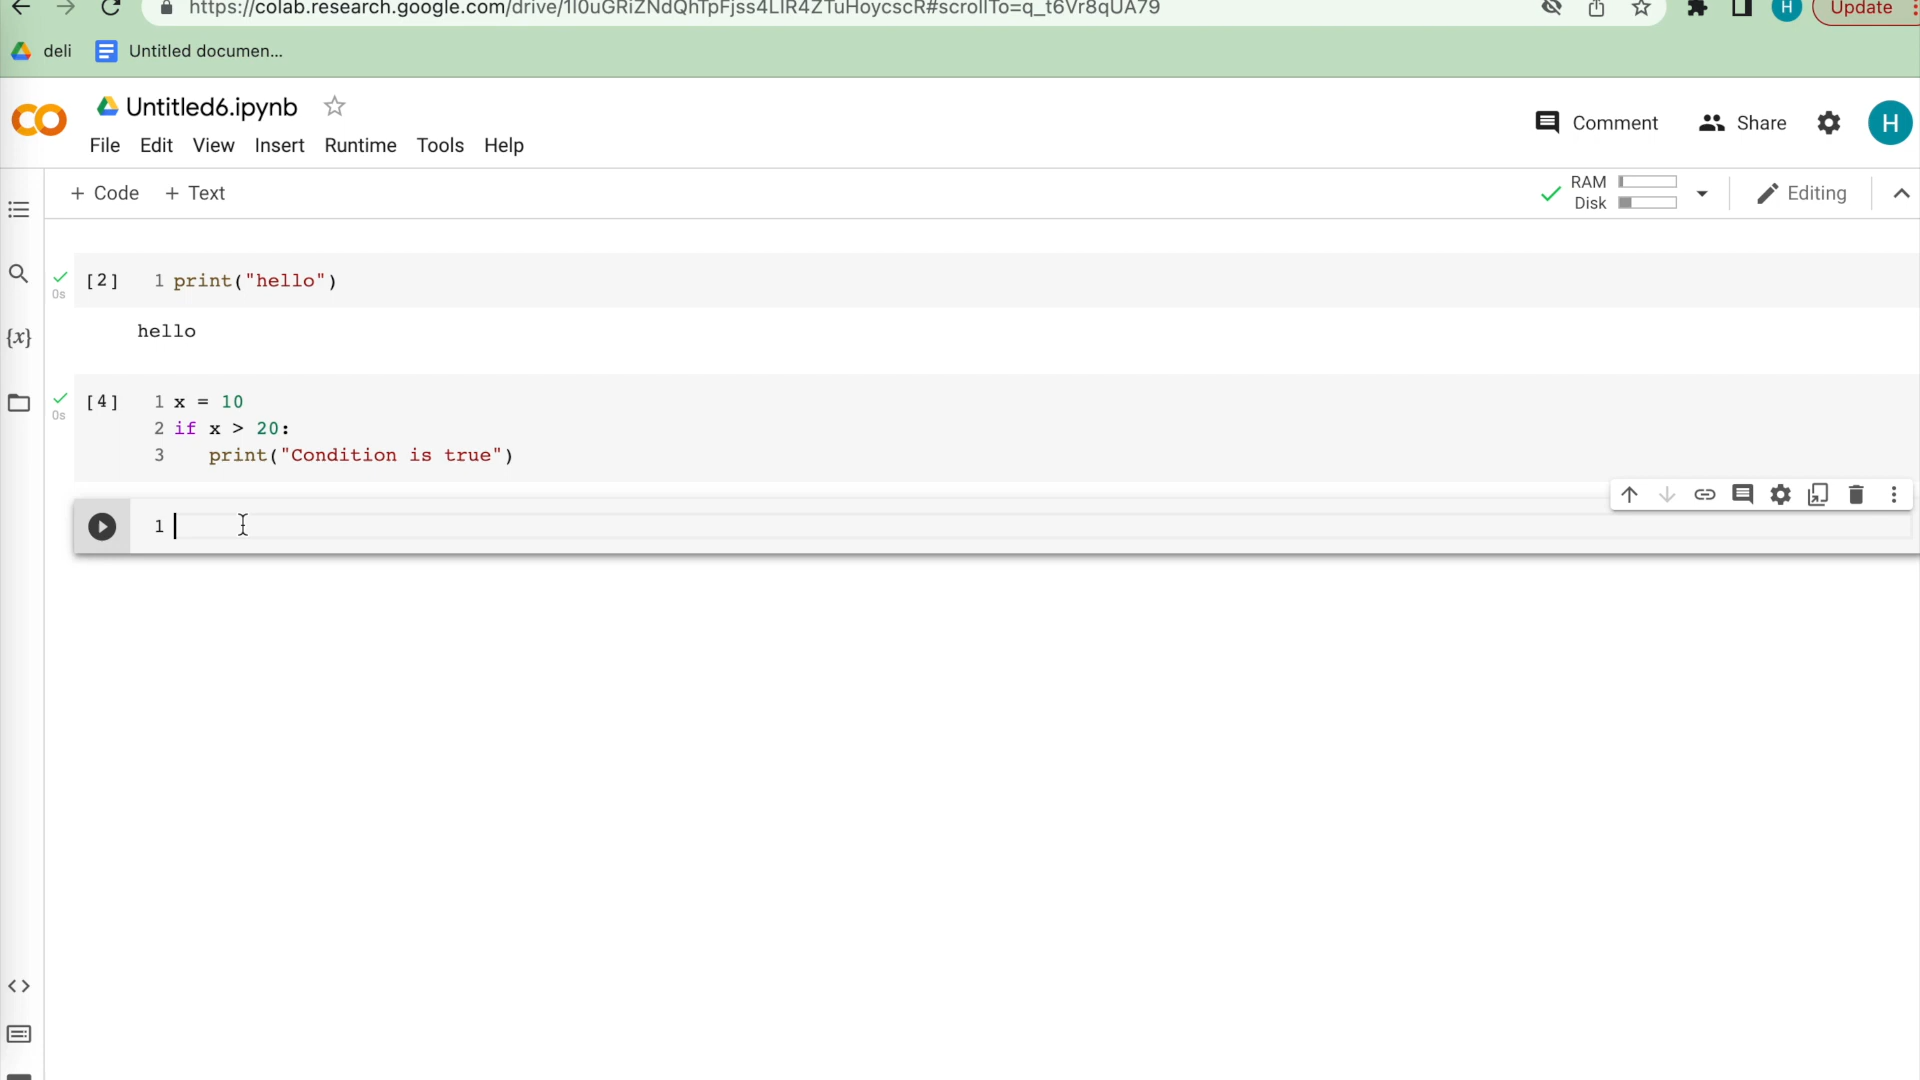 https://colab.research.google.com/drive/1I0uGRiZNdQhTpFjss4LlR4ZTuHoycscR#scrollTo=q_t6Vr8qUA79
H
Update
deli
Untitled documen...
Untitled6.ipynb
File Edit View Insert Runtime Tools Help
Comment
Share
H
+ Code + Text
RAM
Disk
Editing
{x}
0s
[2]
1 print("hello")
hello
0s
[4]
1 x = 10
2 if x > 20:
3 print("Condition is true")
1